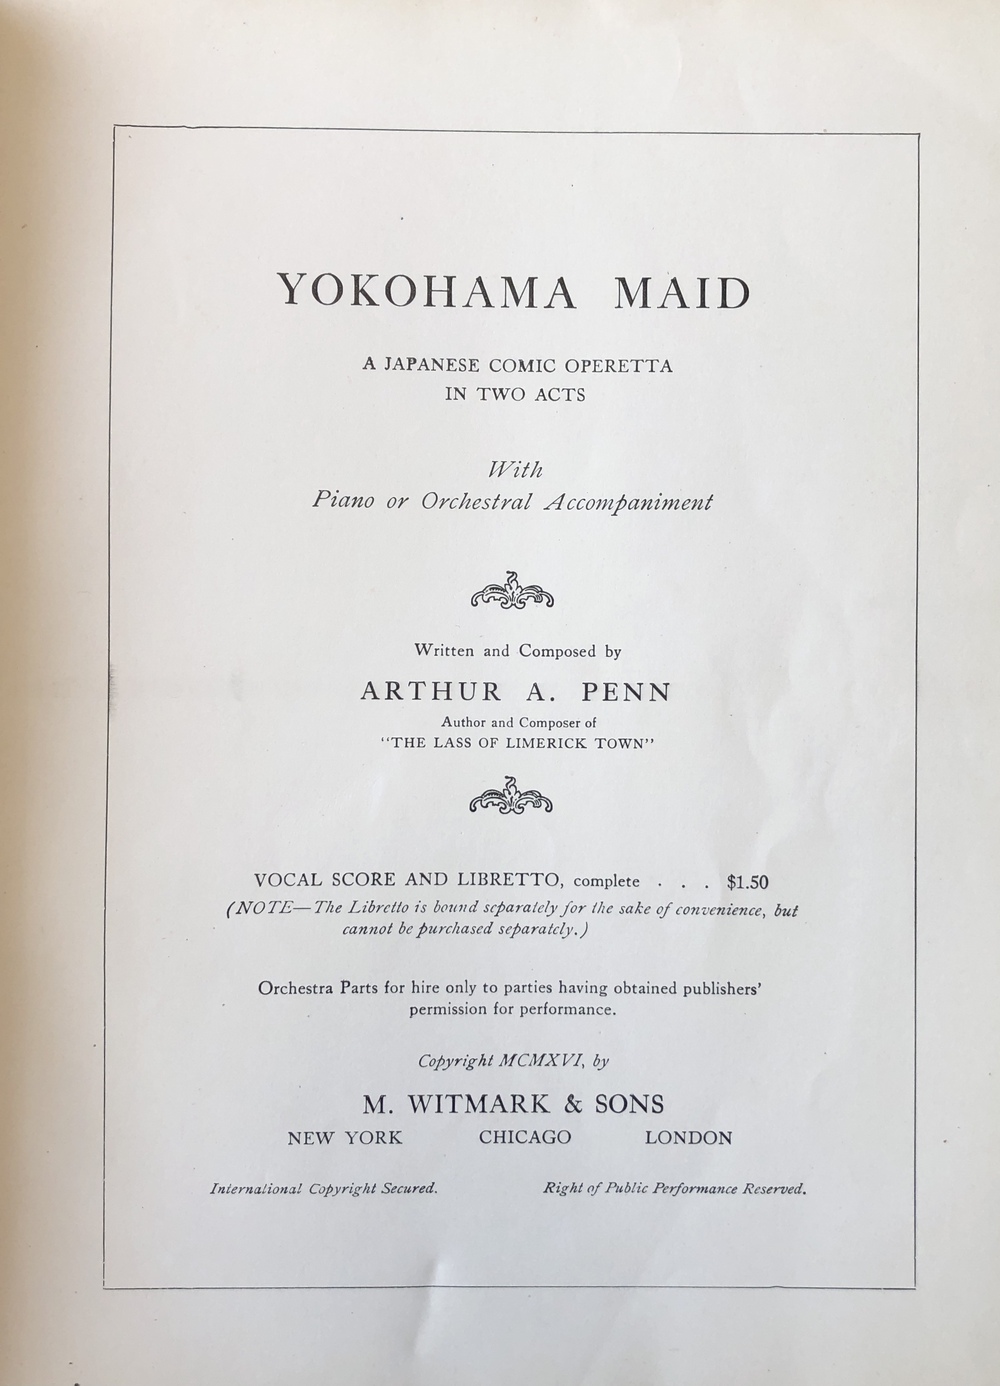 YOKOHAMA MAID
A JAPANESE COMIC OPERETTA
IN TWO ACTS
With
Piano or Orchestral Accompaniment
Written and Composed by
ARTHUR A. PENN
Author and Composer of
"THE LASS OF LIMERICK TOWN"
VOCAL SCORE AND LIBRETTO, complete . . . $1.50
(NOTE—The Libretto is bound separately for the sake of convenience, but
cannot be purchased separately.)
Orchestra Parts for hire only to parties having obtained publishers'
permission for performance.
Copyright MCMXVI, by
M. WITMARK & SONS
NEW YORK CHICAGO LONDON
International Copyright Secured. Right of Public Performance Reserved.